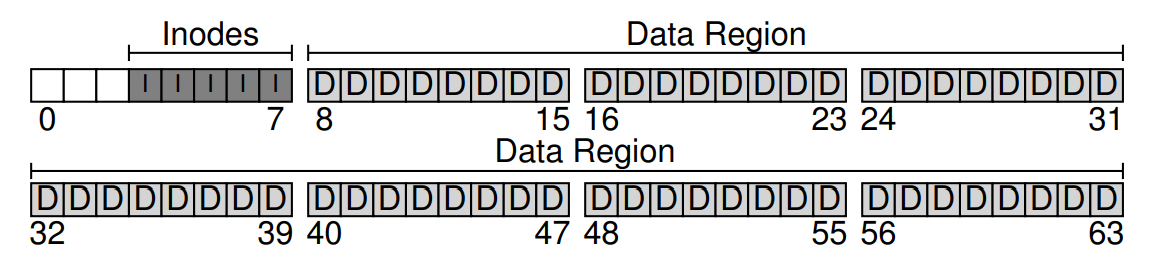 Inodes Data Region
I I I I I D D D D D D D D D D D D D D D D D D D D D D D D
0 7 8 15 16 23 24 31
Data Region
D D D D D D D D D D D D D D D D D D D D D D D D D D D D D D D D
32 39 40 47 48 55 56 63